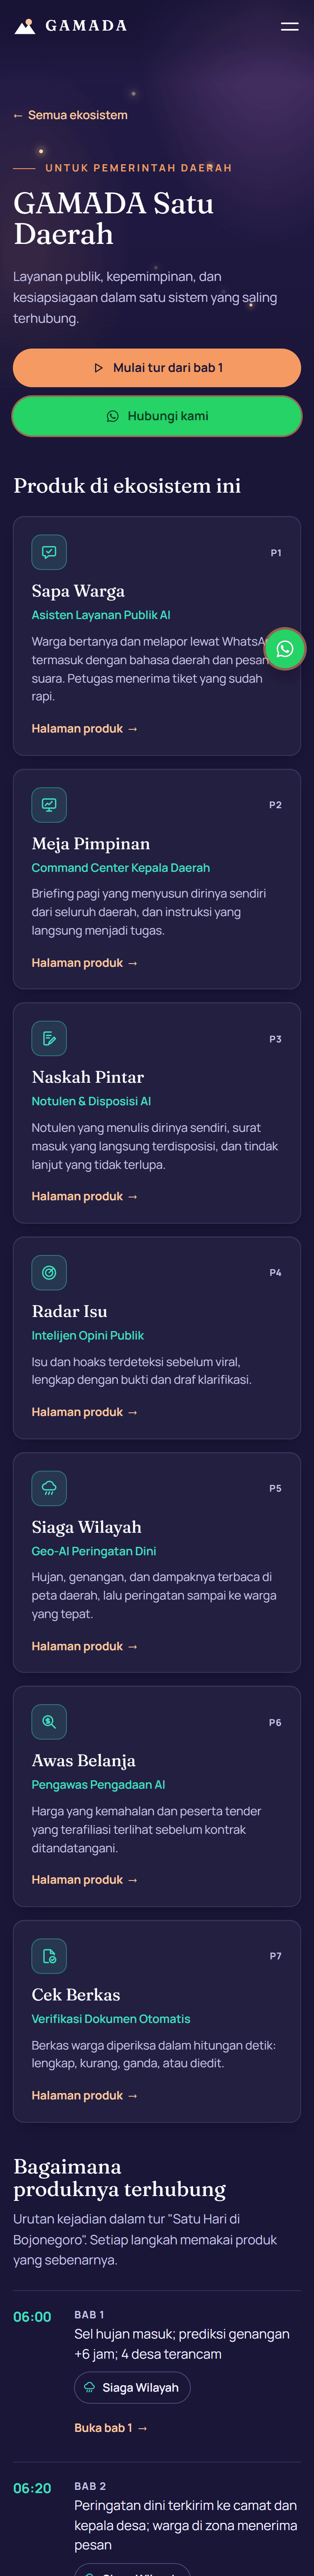 GAMADA
← Semua ekosistem
UNTUK PEMERINTAH DAERAH
GAMADA Satu
Daerah
Layanan publik, kepemimpinan, dan
kesiapsiagaan dalam satu sistem yang saling
terhubung.
Mulai tur dari bab 1
Hubungi kami
Produk di ekosistem ini
P1
Sapa Warga
Asisten Layanan Publik AI
Warga bertanya dan melapor lewat
termasuk dengan bahasa daerah dan pesan
suara. Petugas menerima tiket yang sudah
rapi.
Halaman produk →
P2
Meja Pimpinan
Command Center Kepala Daerah
Briefing pagi yang menyusun dirinya sendiri
dari seluruh daerah, dan instruksi yang
langsung menjadi tugas.
Halaman produk →
P3
Naskah Pintar
Notulen & Disposisi AI
Notulen yang menulis dirinya sendiri, surat
masuk yang langsung terdisposisi, dan tindak
lanjut yang tidak terlupa.
Halaman produk →
P4
Radar Isu
Intelijen Opini Publik
Isu dan hoaks terdeteksi sebelum viral,
lengkap dengan bukti dan draf klarifikasi.
Halaman produk →
P5
Siaga Wilayah
Geo-AI Peringatan Dini
Hujan, genangan, dan dampaknya terbaca di
peta daerah, lalu peringatan sampai ke warga
yang tepat.
Halaman produk →
P6
Awas Belanja
Pengawas Pengadaan AI
Harga yang kemahalan dan peserta tender
yang terafiliasi terlihat sebelum kontrak
ditandatangani.
Halaman produk →
P7
Cek Berkas
Verifikasi Dokumen Otomatis
Berkas warga diperiksa dalam hitungan detik:
lengkap, kurang, ganda, atau diedit.
Halaman produk →
Bagaimana
produknya terhubung
Urutan kejadian dalam tur "Satu Hari di
Bojonegoro". Setiap langkah memakai produk
yang sebenarnya.
06:00
BAB 1
Sel hujan masuk; prediksi genangan
+6 jam; 4 desa terancam
Siaga Wilayah
Buka bab 1 →
06:20
BAB 2
Peringatan dini terkirim ke camat dan
kepala desa; warga di zona menerima
pesan